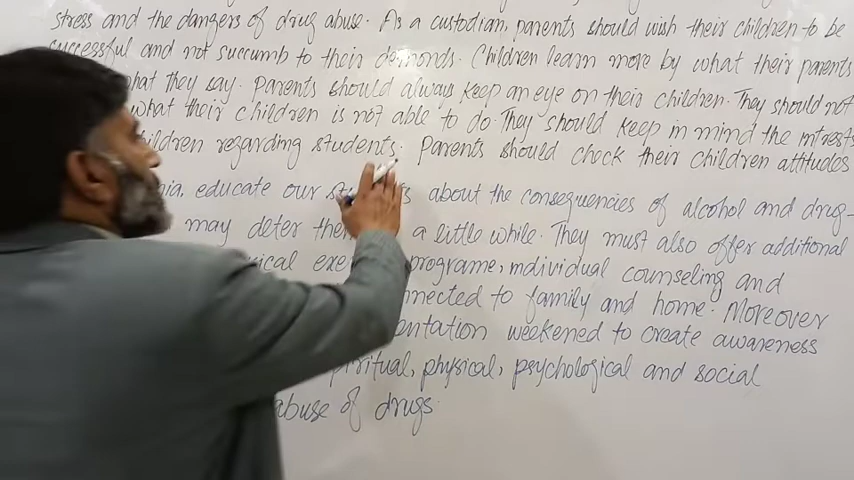 stress and the dangers of drug abuse. As a custodian, parents should wish their children to be
successful and not succumb to their demonds. Children learn more by what their parents
what they say. Parents should always keep an eye on their children. They should not
what their children is not able to do. They should keep in mind the intrests
children regarding students. Parents should check their children attitudes
educate our about the consequencies of alcohol and drug-
may deter a little while. They must also offer additional
programe, individual counseling and
connected to family and home. Moreover
weekened to create awareness
spiritual, physical, psychological and social
abuse of drugs.